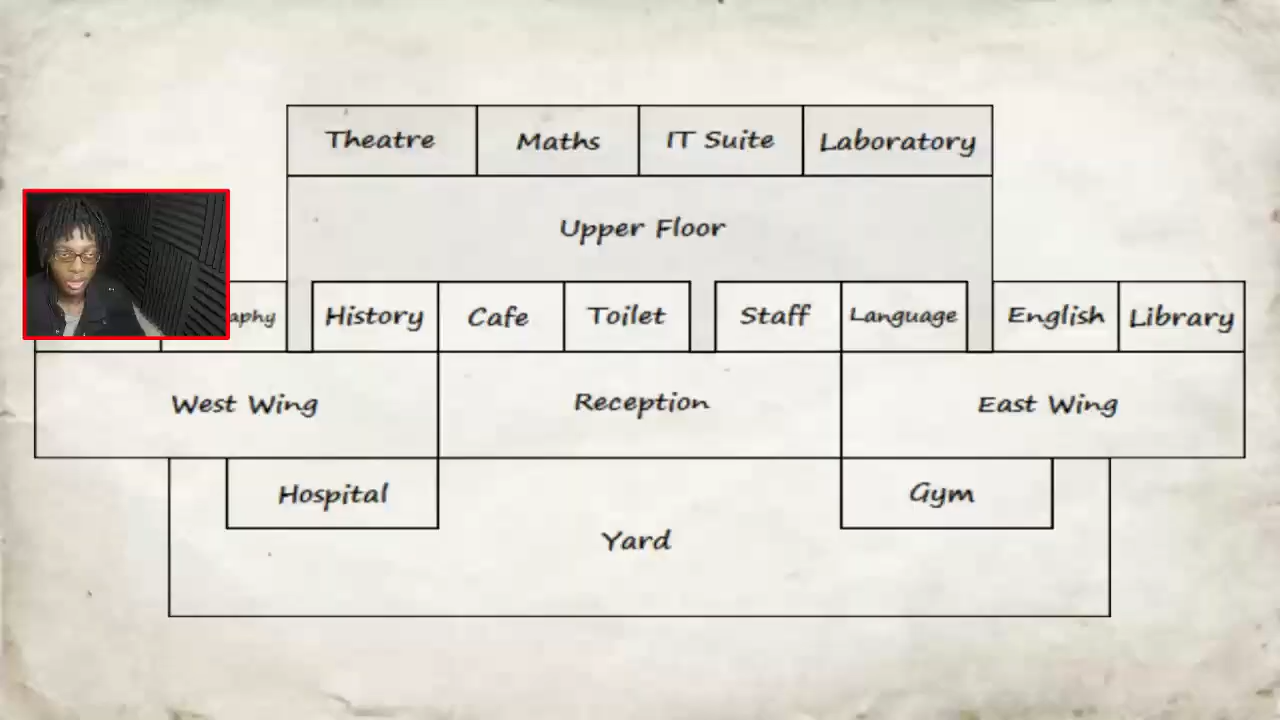 Theatre Maths IT Suite Laboratory
Upper Floor
History Cafe Toilet Staff Language English Library
West Wing Reception East Wing
Hospital Gym
Yard